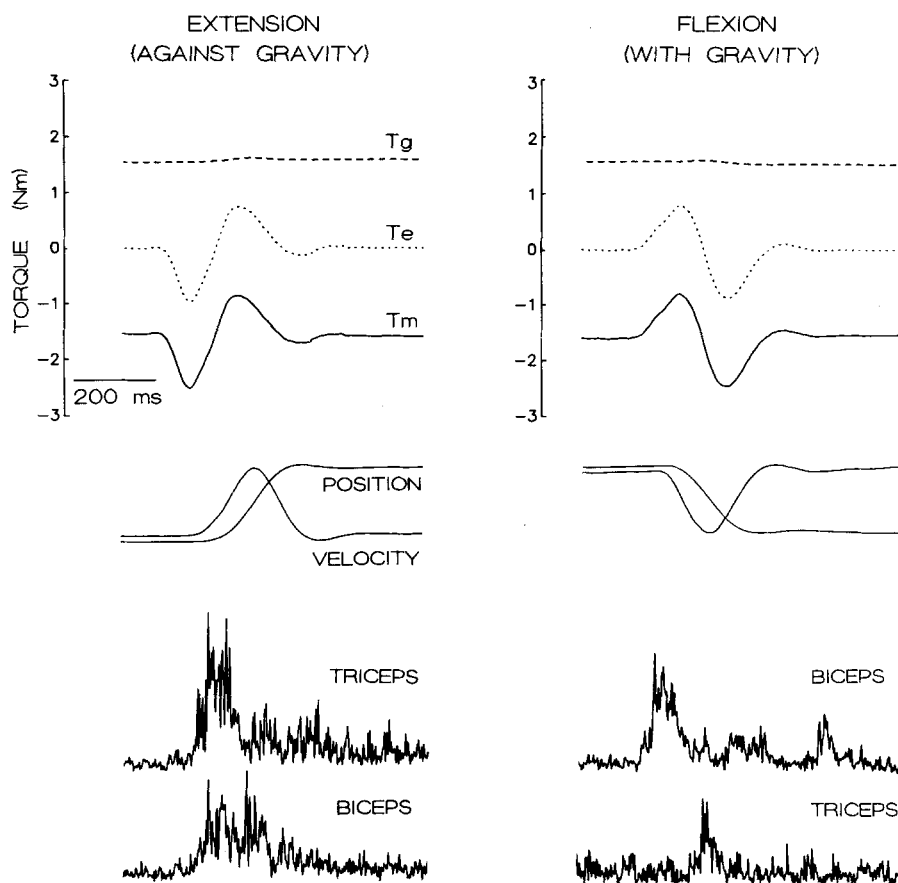 EXTENSION
(AGAINST GRAVITY)
FLEXION
(WITH GRAVITY)
TORQUE (Nm)
3
2
1
0
-1
-2
-3
Tg
Te
Tm
200 ms
3
2
1
0
-1
-2
-3
POSITION
VELOCITY
TRICEPS
BICEPS
BICEPS
TRICEPS